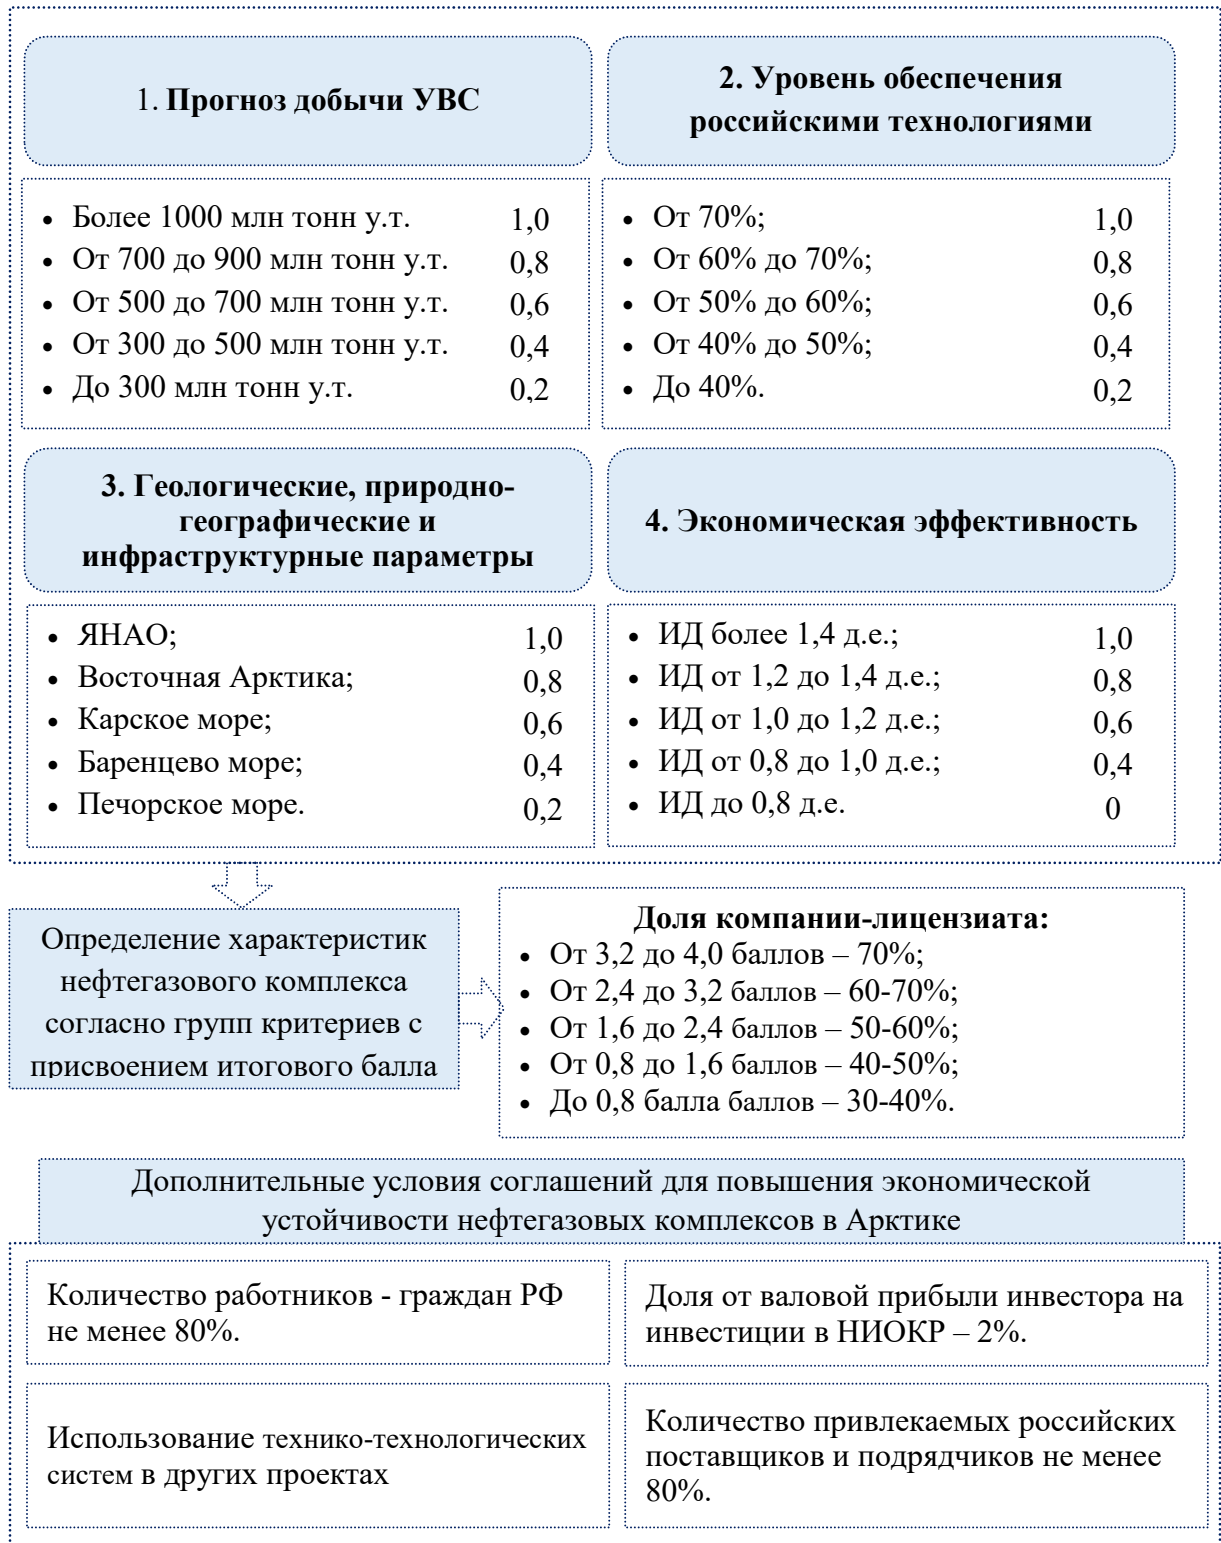 1. Прогноз добычи УВС
2. Уровень обеспечения
российскими технологиями
• Более 1000 млн тонн у.т. 1,0
• От 700 до 900 млн тонн у.т. 0,8
• От 500 до 700 млн тонн у.т. 0,6
• От 300 до 500 млн тонн у.т. 0,4
• До 300 млн тонн у.т. 0,2
• От 70%; 1,0
• От 60% до 70%; 0,8
• От 50% до 60%; 0,6
• От 40% до 50%; 0,4
• До 40%. 0,2
3. Геологические, природно-
географические и
инфраструктурные параметры
4. Экономическая эффективность
• ЯНАО; 1,0
• Восточная Арктика; 0,8
• Карское море; 0,6
• Баренцево море; 0,4
• Печорское море. 0,2
• ИД более 1,4 д.е.; 1,0
• ИД от 1,2 до 1,4 д.е.; 0,8
• ИД от 1,0 до 1,2 д.е.; 0,6
• ИД от 0,8 до 1,0 д.е.; 0,4
• ИД до 0,8 д.е. 0
Определение характеристик
нефтегазового комплекса
согласно групп критериев с
присвоением итогового балла
Доля компании-лицензиата:
• От 3,2 до 4,0 баллов – 70%;
• От 2,4 до 3,2 баллов – 60-70%;
• От 1,6 до 2,4 баллов – 50-60%;
• От 0,8 до 1,6 баллов – 40-50%;
• До 0,8 балла баллов – 30-40%.
Дополнительные условия соглашений для повышения экономической
устойчивости нефтегазовых комплексов в Арктике
Количество работников - граждан РФ
не менее 80%.
Доля от валовой прибыли инвестора на
инвестиции в НИОКР – 2%.
Использование технико-технологических
систем в других проектах
Количество привлекаемых российских
поставщиков и подрядчиков не менее
80%.